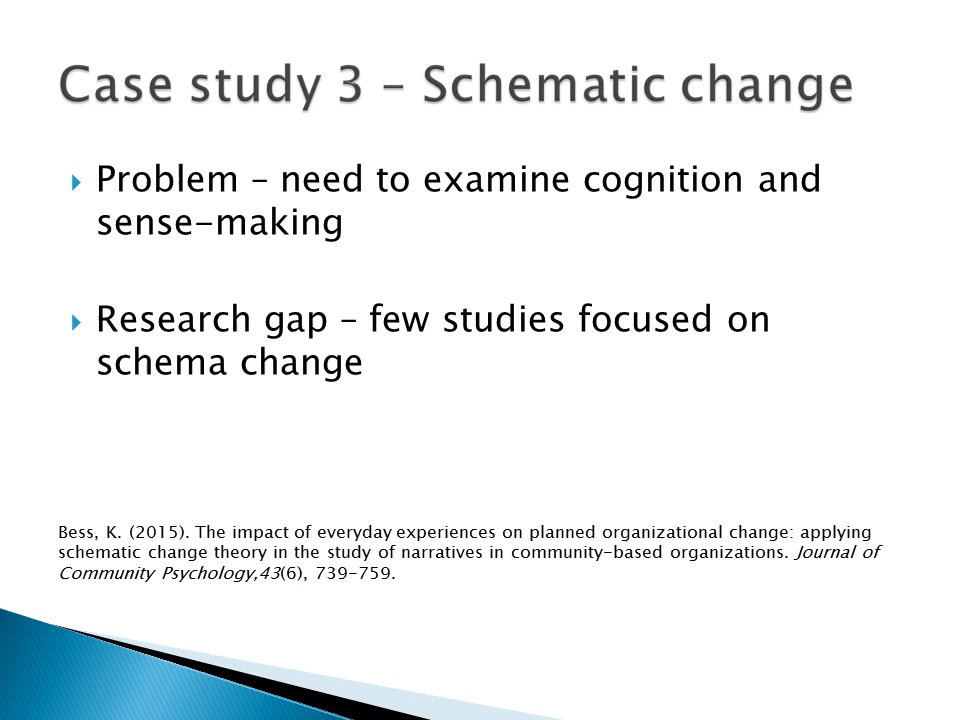 Case study 3 – Schematic change
Problem – need to examine cognition and
sense-making
Research gap – few studies focused on
schema change
Bess, K. (2015). The impact of everyday experiences on planned organizational change: applying
schematic change theory in the study of narratives in community-based organizations. Journal of
Community Psychology,43(6), 739-759.